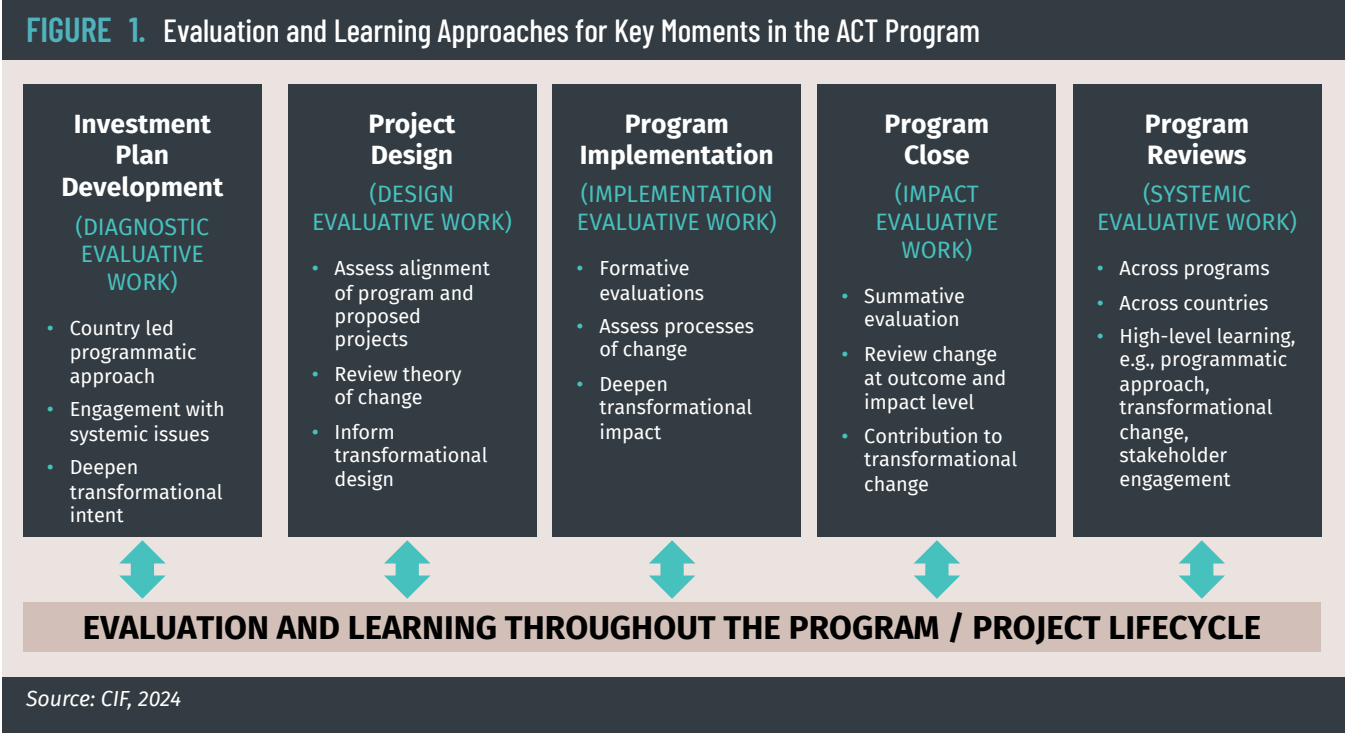 FIGURE 1. Evaluation and Learning Approaches for Key Moments in the ACT Program
Investment
Plan
Development
(DIAGNOSTIC
EVALUATIVE
WORK)
• Country led
programmatic
approach
• Engagement with
systemic issues
• Deepen
transformational
intent
Project
Design
(DESIGN
EVALUATIVE WORK)
• Assess alignment
of program and
proposed
projects
• Review theory
of change
• Inform
transformational
design
Program
Implementation
(IMPLEMENTATION
EVALUATIVE WORK)
• Formative
evaluations
• Assess processes
of change
• Deepen
transformational
impact
Program
Close
(IMPACT
EVALUATIVE
WORK)
• Summative
evaluation
• Review change
at outcome and
impact level
• Contribution to
transformational
change
Program
Reviews
(SYSTEMIC
EVALUATIVE WORK)
• Across programs
• Across countries
• High-level learning,
e.g., programmatic
approach,
transformational
change,
stakeholder
engagement
EVALUATION AND LEARNING THROUGHOUT THE PROGRAM / PROJECT LIFECYCLE
Source: CIF, 2024